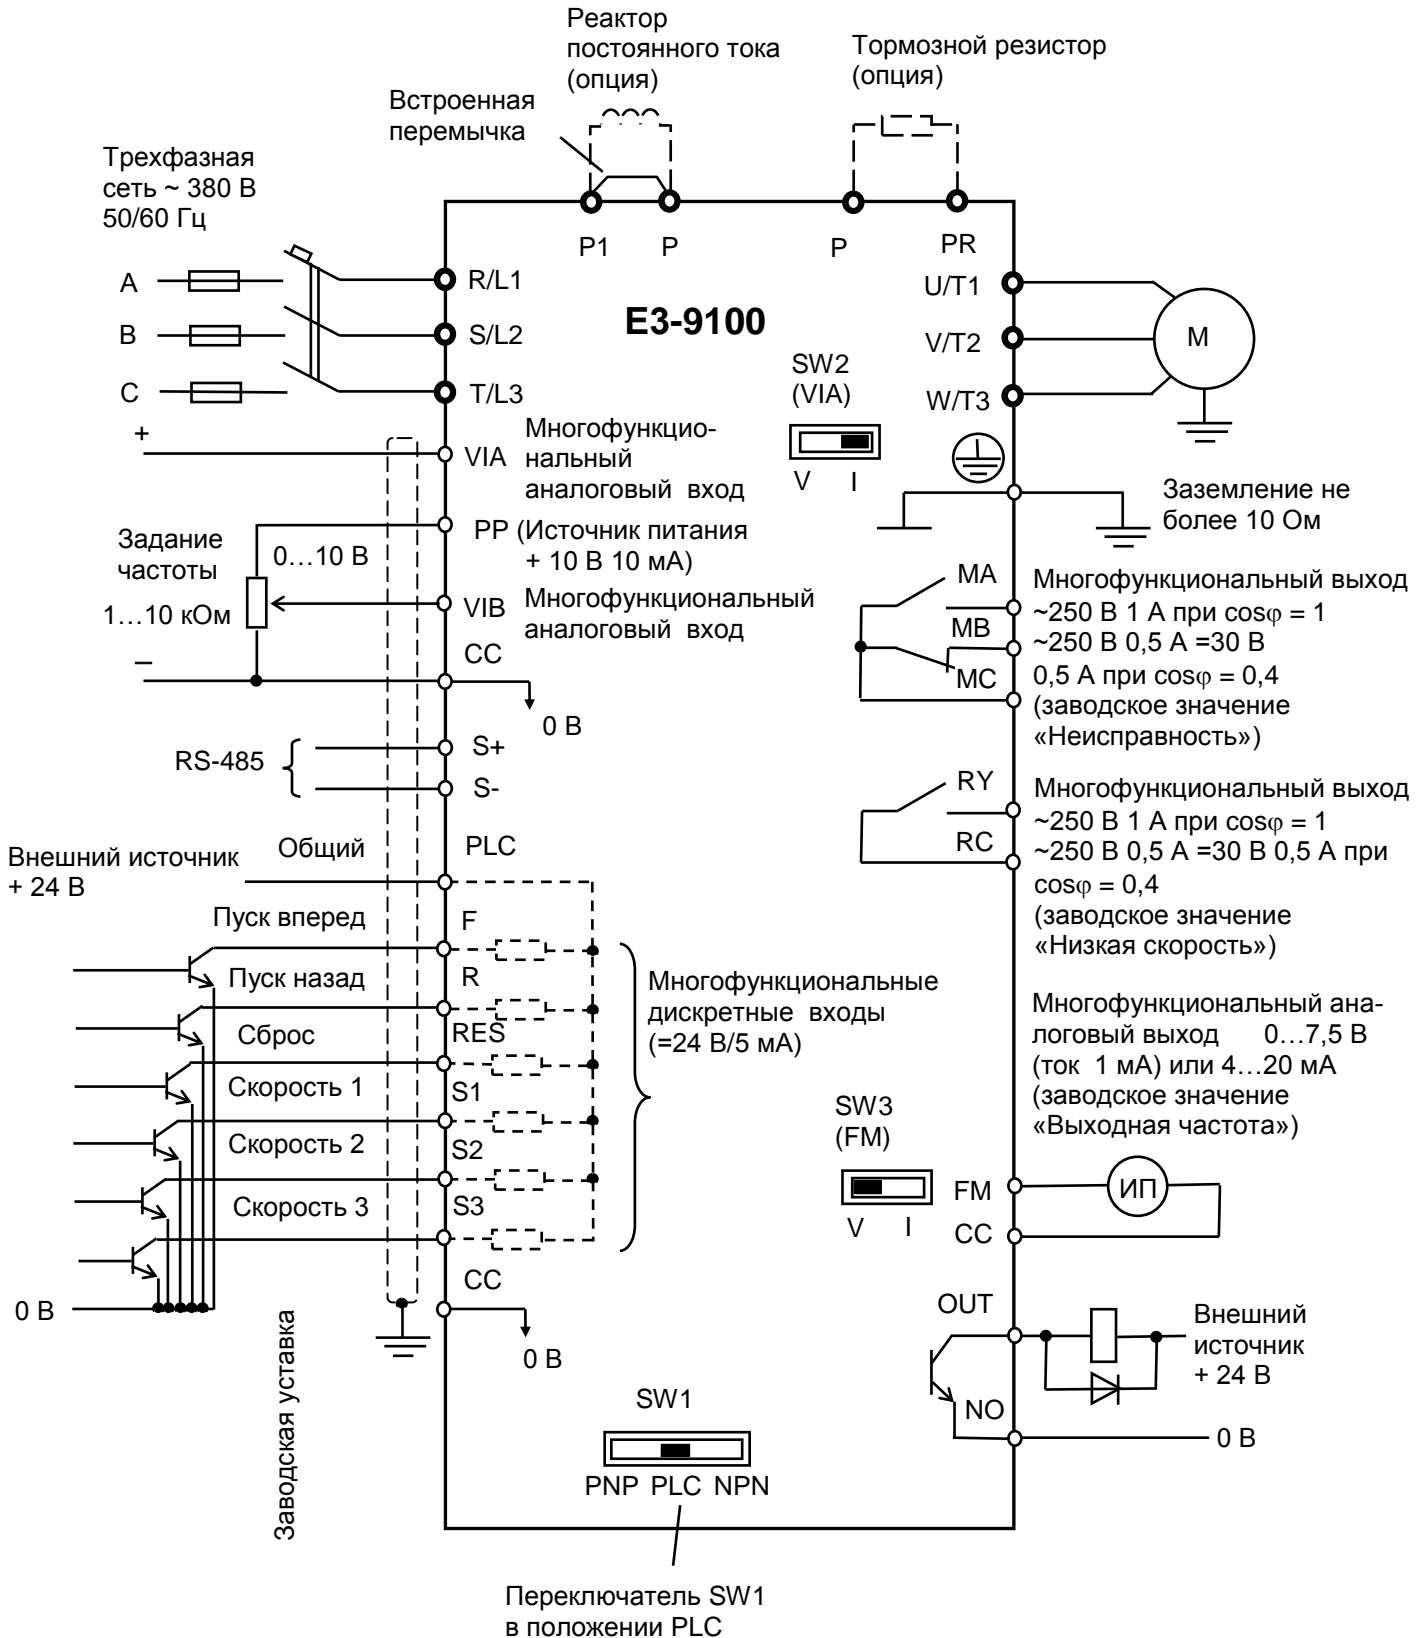 Реактор
постоянного тока
(опция)
Тормозной резистор
(опция)
Встроенная
перемычка
Трехфазная
сеть ~ 380 В
50/60 Гц
P1
P
P
PR
A
R/L1
U/T1
E3-9100
B
S/L2
V/T2
M
SW2
(VIA)
C
T/L3
W/T3
+
VIA
Многофункцио-
нальный
аналоговый вход
V
I
Заземление не
более 10 Ом
Задание
частоты
0…10 В
PP (Источник питания
+ 10 В 10 мА)
1…10 кОм
VIB
Многофункциональный
аналоговый вход
MA
MB
MC
Многофункциональный выход
~250 В 1 А при cosφ = 1
~250 В 0,5 А =30 В
0,5 А при cosφ = 0,4
(заводское значение
«Неисправность»)
–
CC
0 В
RS-485
S+
S-
RY
RC
Многофункциональный выход
~250 В 1 А при cosφ = 1
~250 В 0,5 А =30 В 0,5 А при
cosφ = 0,4
(заводское значение
«Низкая скорость»)
Внешний источник
+ 24 В
Общий
PLC
Пуск вперед
F
Пуск назад
R
Сброс
RES
Скорость 1
S1
Скорость 2
S2
Скорость 3
S3
Многофункциональные
дискретные входы
(=24 В/5 мА)
Многофункциональный ана-
логовый выход 0…7,5 В
(ток 1 мА) или 4…20 мА
(заводское значение
«Выходная частота»)
SW3
(FM)
V
I
FM
ИП
CC
CC
0 В
0 В
Заводская уставка
OUT
NO
Внешний
источник
+ 24 В
0 В
SW1
PNP PLC NPN
Переключатель SW1
в положении PLC